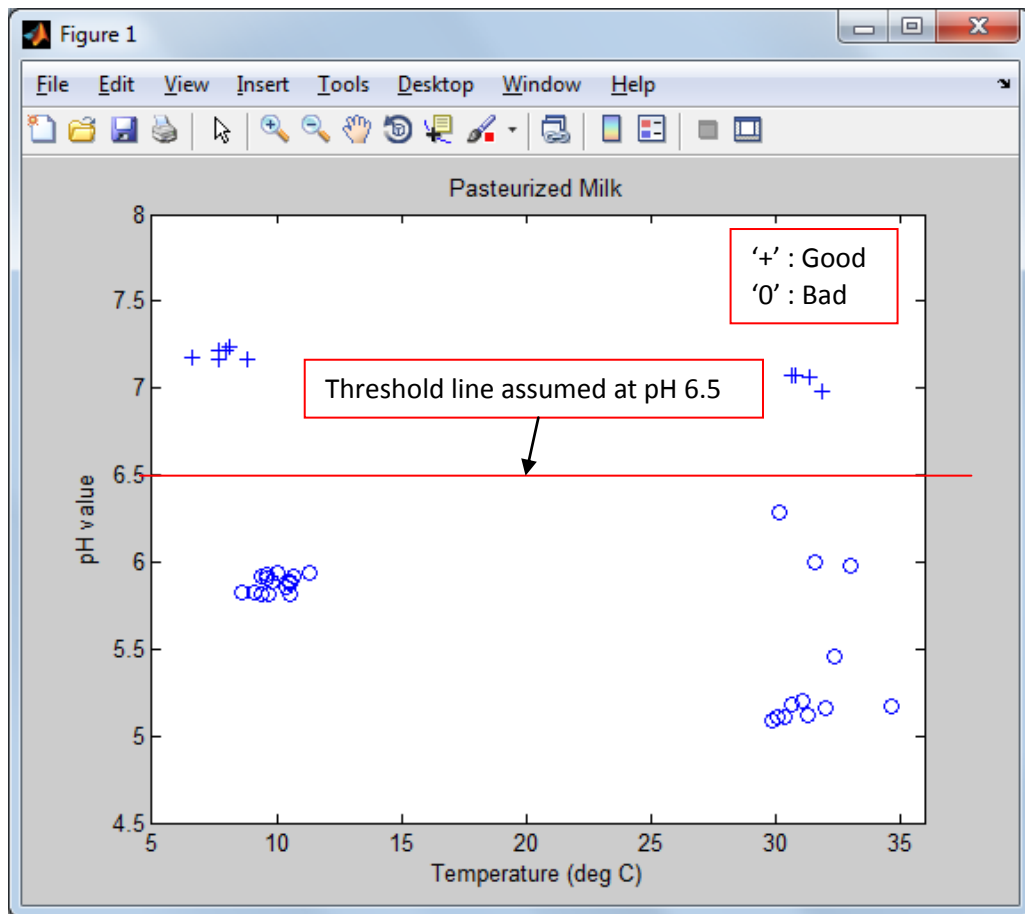 Figure 1
File Edit View Insert Tools Desktop Window Help
Pasteurized Milk
‘+’ : Good
‘0’ : Bad
Threshold line assumed at pH 6.5
pH value
8
7.5
7
6.5
6
5.5
5
4.5
5 10 15 20 25 30 35
Temperature (deg C)